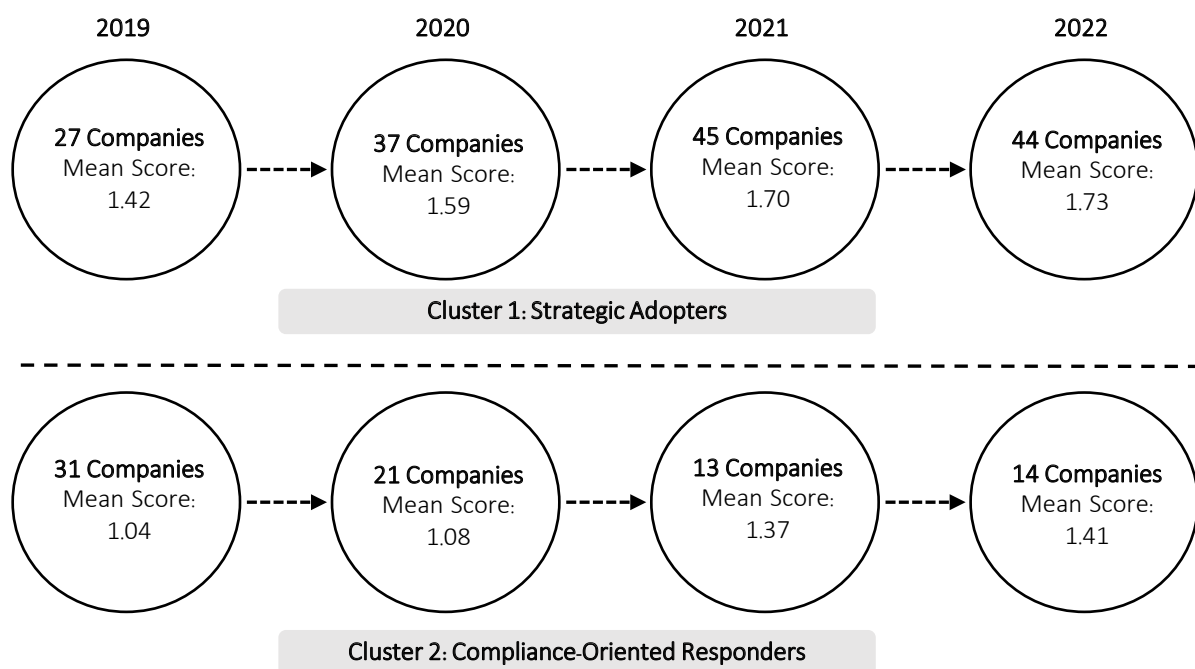 2019
2020
2021
2022
27 Companies
Mean Score:
1.42
37 Companies
Mean Score:
1.59
45 Companies
Mean Score:
1.70
44 Companies
Mean Score:
1.73
Cluster 1: Strategic Adopters
31 Companies
Mean Score:
1.04
21 Companies
Mean Score:
1.08
13 Companies
Mean Score:
1.37
14 Companies
Mean Score:
1.41
Cluster 2: Compliance-Oriented Responders